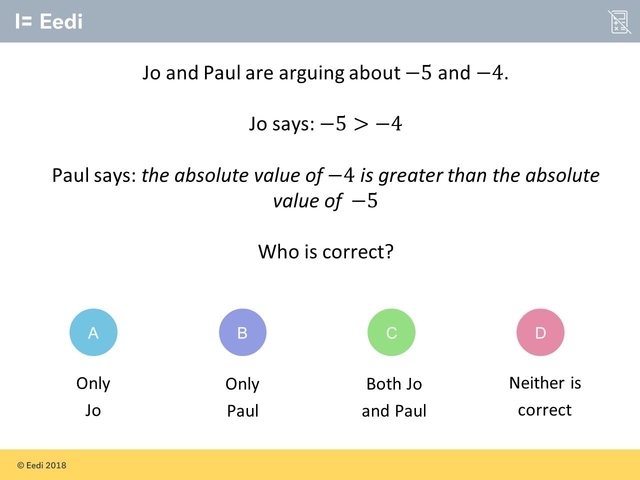 Eedi
Jo and Paul are arguing about −5 and −4.
Jo says: −5 > −4
Paul says: the absolute value of −4 is greater than the absolute
value of −5
Who is correct?
A
B
C
D
Only
Jo
Only
Paul
Both Jo
and Paul
Neither is
correct
© Eedi 2018